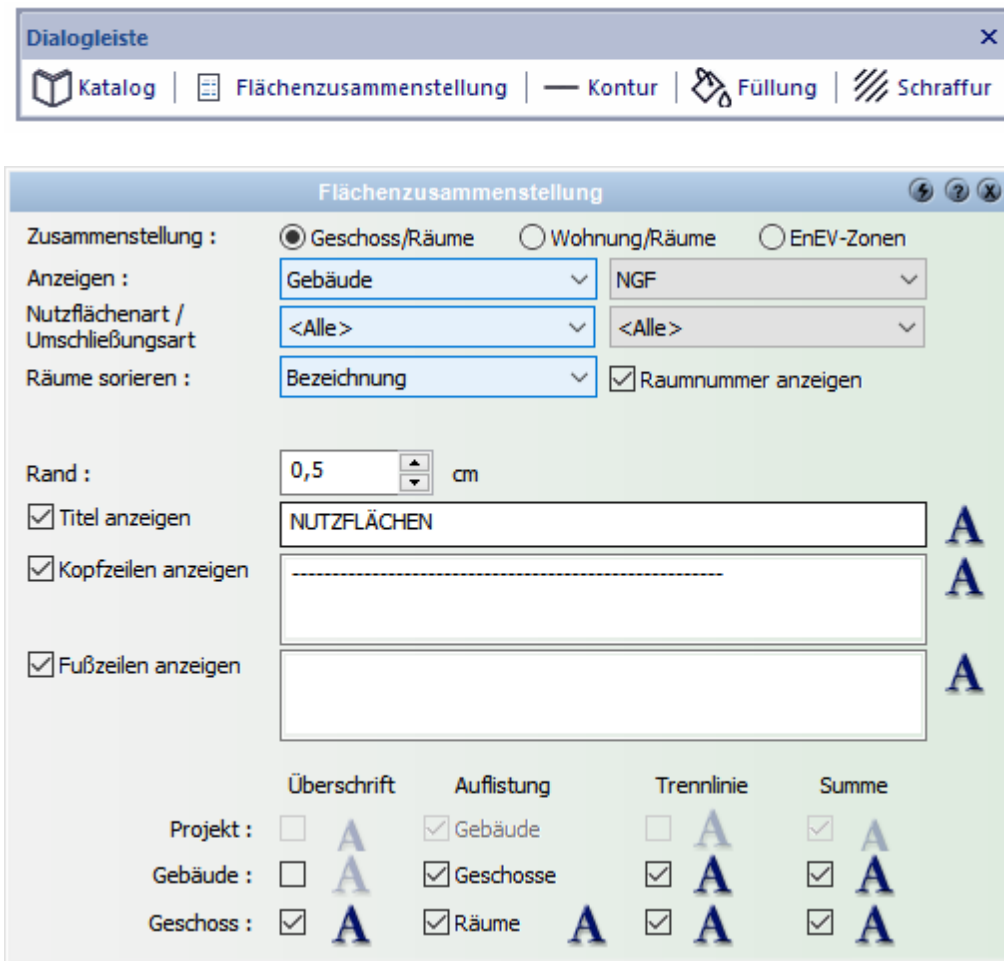 Dialogleiste
Katalog Flächenzusammenstellung Kontur Füllung Schraffur
Flächenzusammenstellung
Zusammenstellung : Geschoss/Räume Wohnung/Räume EnEV-Zonen
Anzeigen : Gebäude NGF
Nutzflächenart /
Umschließungsart <Alle> <Alle>
Räume sorieren : Bezeichnung Raumnummer anzeigen
Rand : 0,5 cm
Titel anzeigen NUTZFLÄCHEN A
Kopfzeilen anzeigen ------------------------------------------------------ A
Fußzeilen anzeigen A
Überschrift Auflistung Trennlinie Summe
Projekt : A Gebäude A A
Gebäude : A Geschosse A A
Geschoss : A Räume A A A